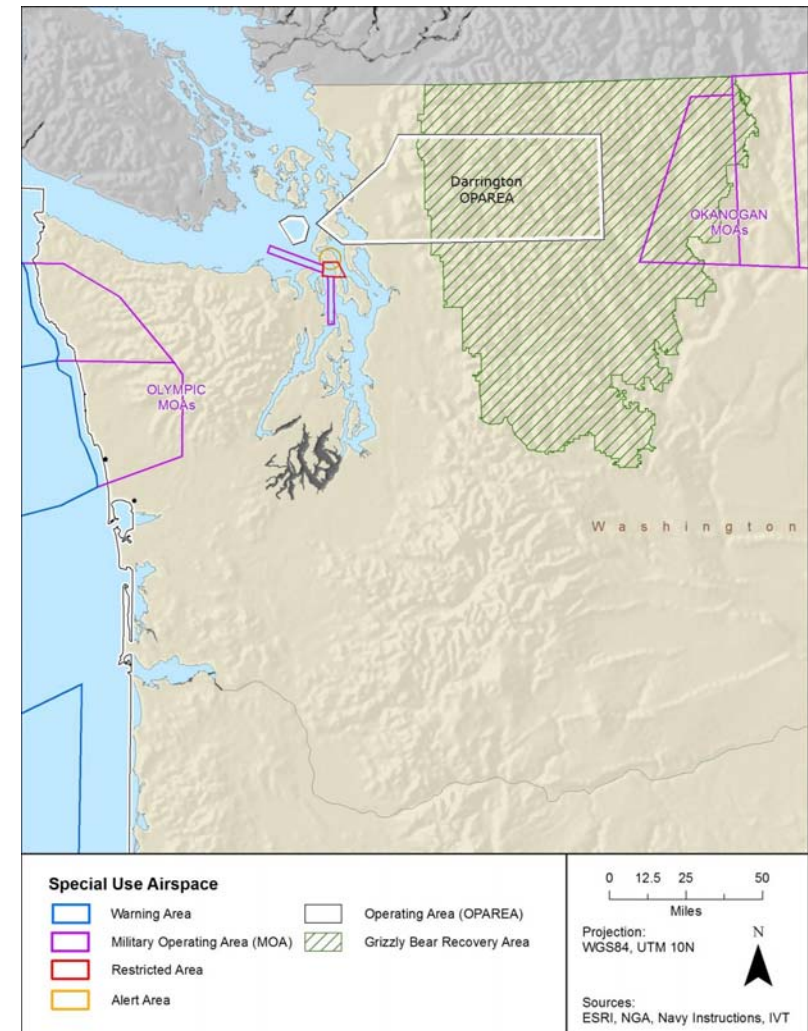 Darrington
OPAREA
OKANOGAN
MOAs
OLYMPIC
MOAs
Washington
Special Use Airspace
Warning Area
Military Operating Area (MOA)
Restricted Area
Alert Area
Operating Area (OPAREA)
Grizzly Bear Recovery Area
0 12.5 25 50
Miles
Projection:
WGS84, UTM 10N
N
Sources:
ESRI, NGA, Navy Instructions, IVT